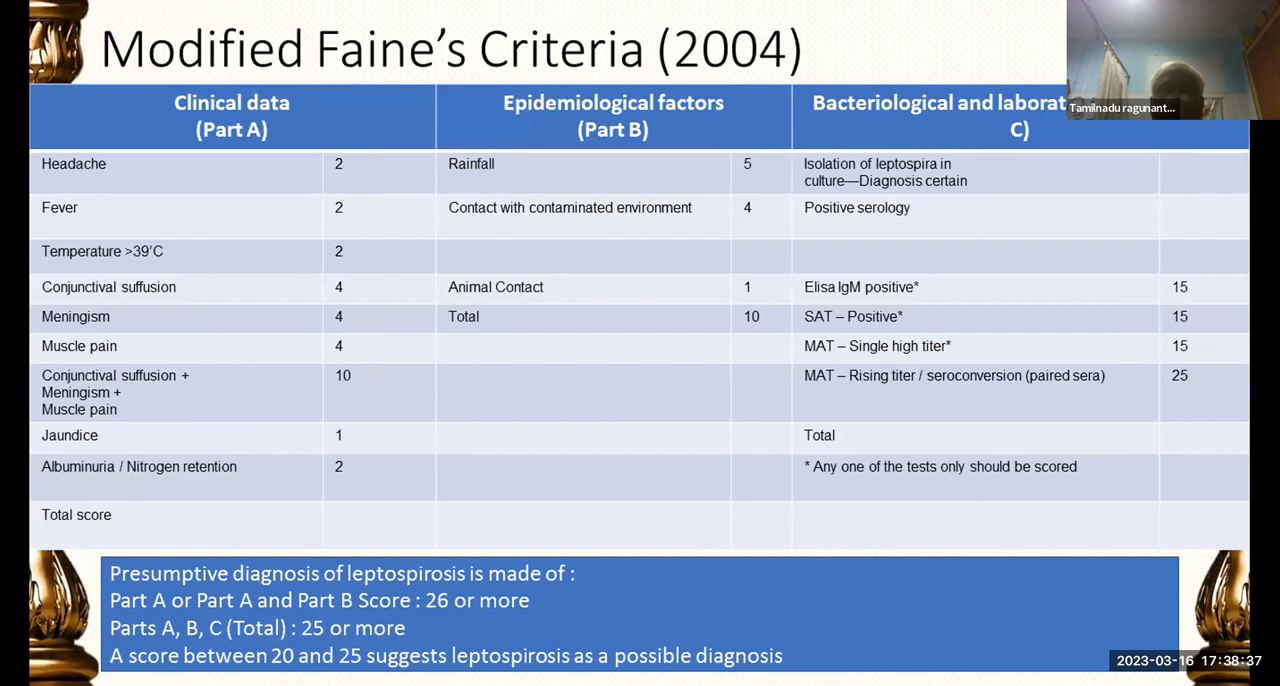 Modified Faine's Criteria (2004)
Clinical data
(Part A)
Epidemiological factors
(Part B)
Bacteriological and
C)
Headache 2 Rainfall 5 Isolation of leptospira in
culture—Diagnosis certain
Fever 2 Contact with contaminated environment 4 Positive serology
Temperature >39'C 2
Conjunctival suffusion 4 Animal Contact 1 Elisa IgM positive* 15
Meningism 4 Total 10 SAT – Positive* 15
Muscle pain 4 MAT – Single high titer* 15
Conjunctival suffusion + 10 MAT – Rising titer / seroconversion (paired sera) 25
Meningism +
Muscle pain
Jaundice 1 Total
Albuminuria / Nitrogen retention 2 * Any one of the tests only should be scored
Total score
Presumptive diagnosis of leptospirosis is made of :
Part A or Part A and Part B Score : 26 or more
Parts A, B, C (Total) : 25 or more
A score between 20 and 25 suggests leptospirosis as a possible diagnosis
Tamilnadu ragunant...
2023-03-16 17:38:37